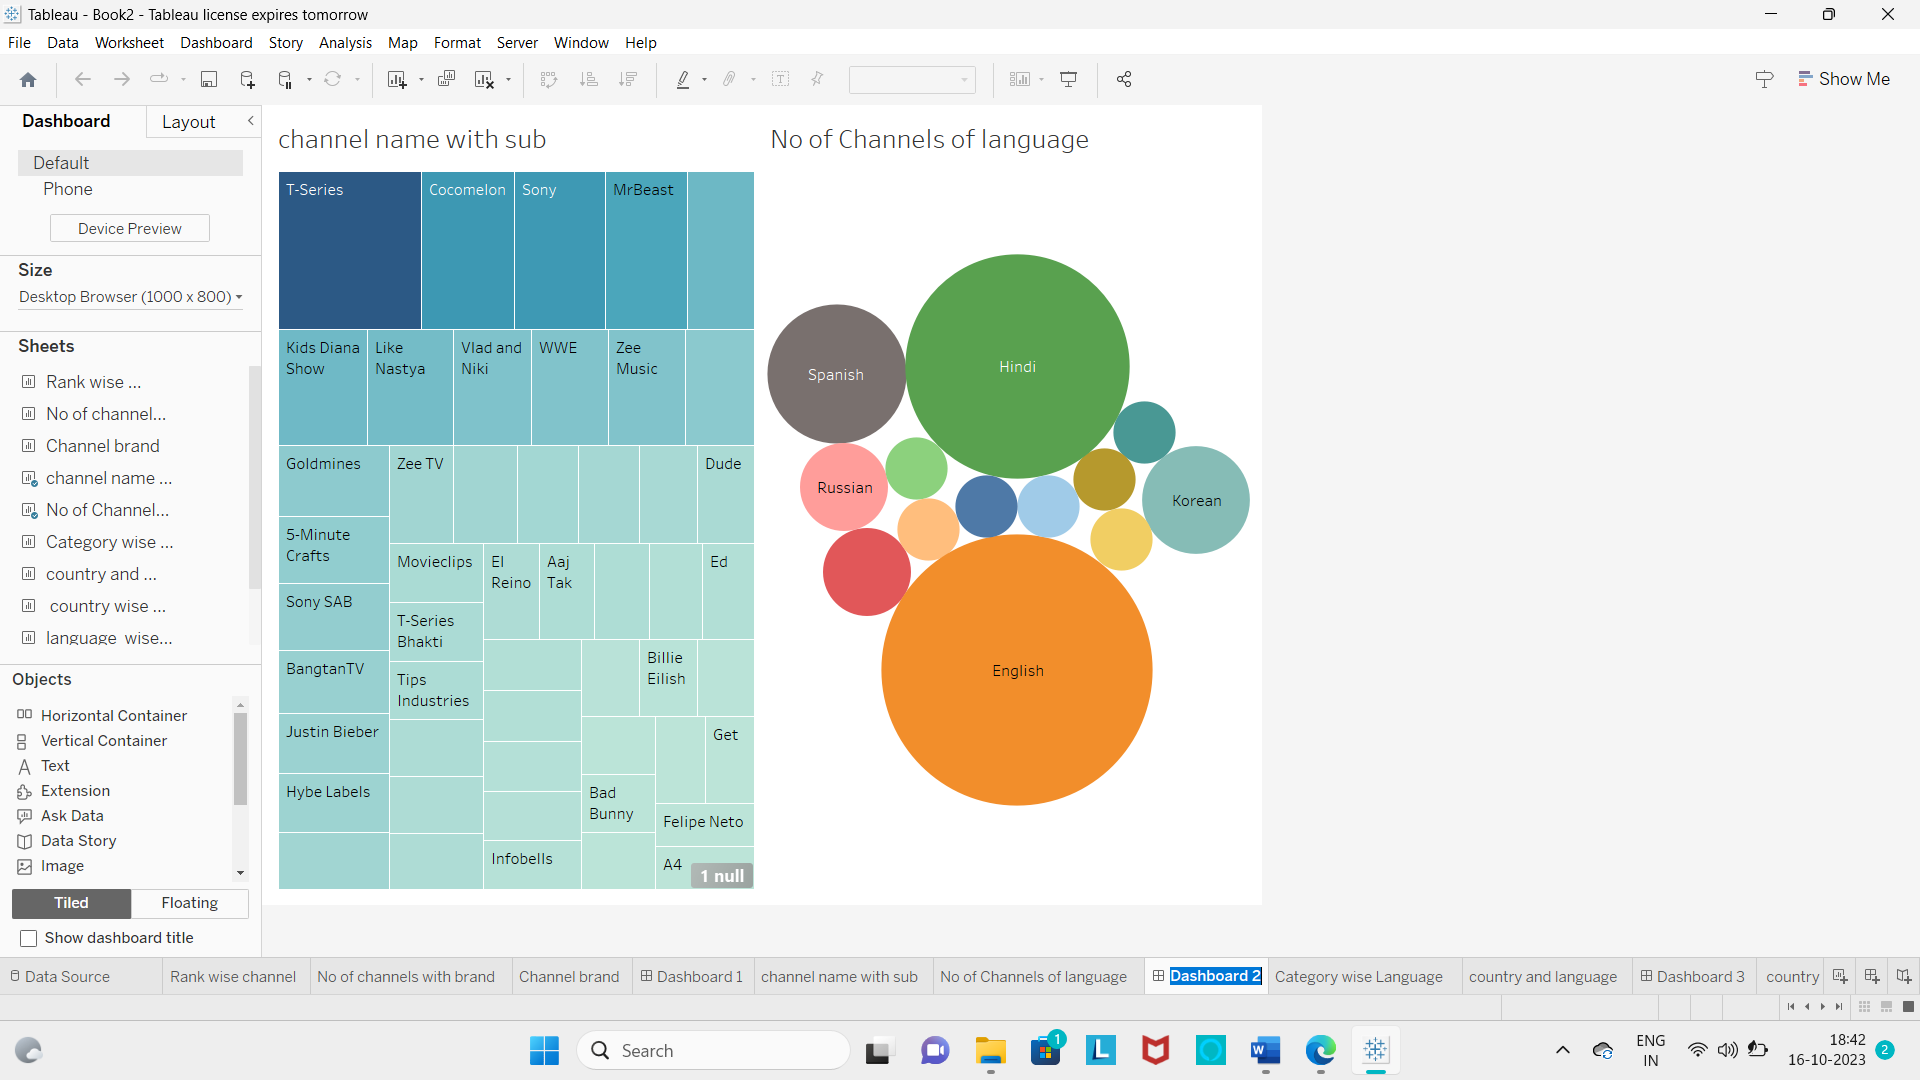 Tableau - Book2 - Tableau license expires tomorrow
File Data Worksheet Dashboard Story Analysis Map Format Server Window Help
Show Me
Dashboard Layout
Default
Phone
Device Preview
Size
Desktop Browser (1000 x 800)
Sheets
Rank wise ...
No of channel...
Channel brand
channel name ...
No of Channel...
Category wise ...
country and ...
country wise ...
language wise...
Objects
Horizontal Container
Vertical Container
Text
Extension
Ask Data
Data Story
Image
Tiled Floating
Show dashboard title
channel name with sub
T-Series Cocomelon Sony MrBeast
Kids Diana Like Vlad and WWE Zee
Show Nastya Niki Music
Goldmines Zee TV Dude
5-Minute
Crafts
Movieclips El Aaj Ed
Reino Tak
Sony SAB
T-Series
Bhakti
BangtanTV
Tips
Industries
Billie
Eilish
Justin Bieber
Get
Hybe Labels
Bad
Bunny
Felipe Neto
Infobells
A4
1 null
No of Channels of language
Hindi
Spanish
Russian
Korean
English
Data Source Rank wise channel No of channels with brand Channel brand Dashboard 1 channel name with sub No of Channels of language Dashboard 2 Category wise Language country and language Dashboard 3 country
Search
1
L
W
ENG
IN
18:42
16-10-2023
2